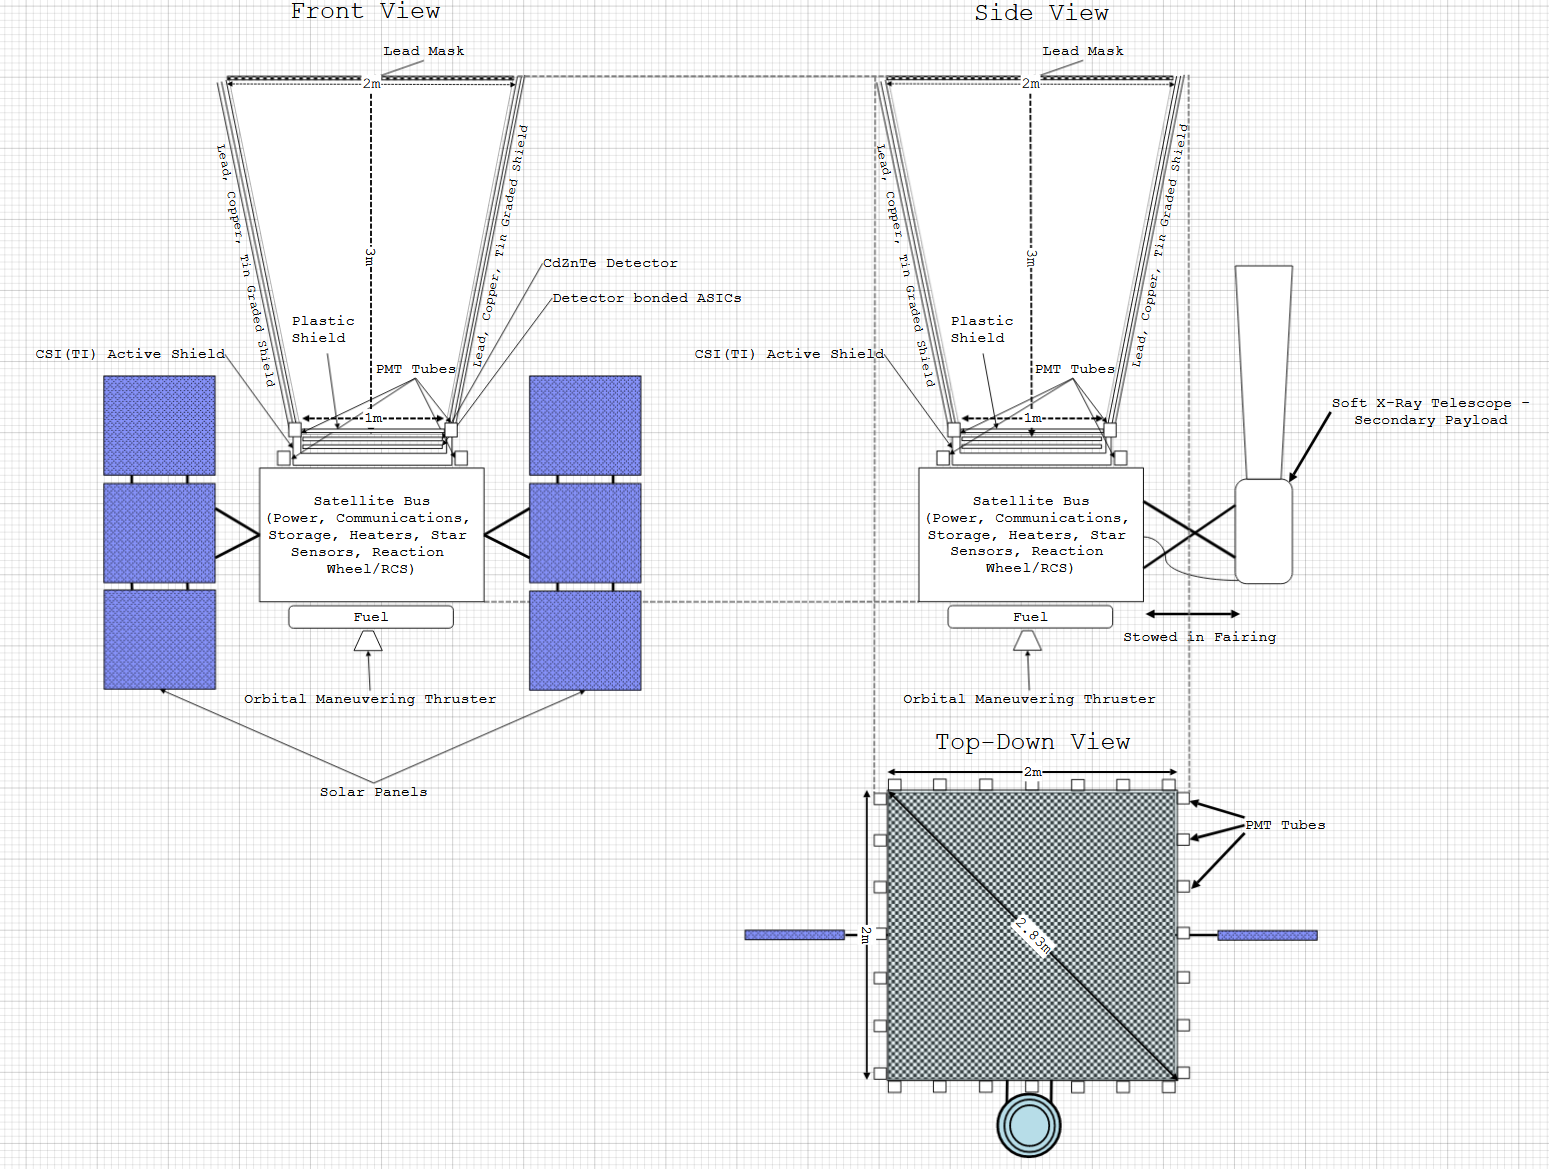 Front View
Lead Mask
2m
Lead, Copper, Tin Graded Shield
Lead, Copper, Tin Graded Shield
3m
CdZnTe Detector
Detector bonded ASICs
Plastic
Shield
CSI(TI) Active Shield
PMT Tubes
1m
Satellite Bus
(Power, Communications,
Storage, Heaters, Star
Sensors, Reaction
Wheel/RCS)
Fuel
Orbital Maneuvering Thruster
Solar Panels
Side View
Lead Mask
2m
Lead, Copper, Tin Graded Shield
Lead, Copper, Tin Graded Shield
3m
Plastic
Shield
CSI(TI) Active Shield
PMT Tubes
1m
Soft X-Ray Telescope -
Secondary Payload
Satellite Bus
(Power, Communications,
Storage, Heaters, Star
Sensors, Reaction
Wheel/RCS)
Fuel
Stowed in Fairing
Orbital Maneuvering Thruster
Top-Down View
2m
PMT Tubes
2m
2.83m